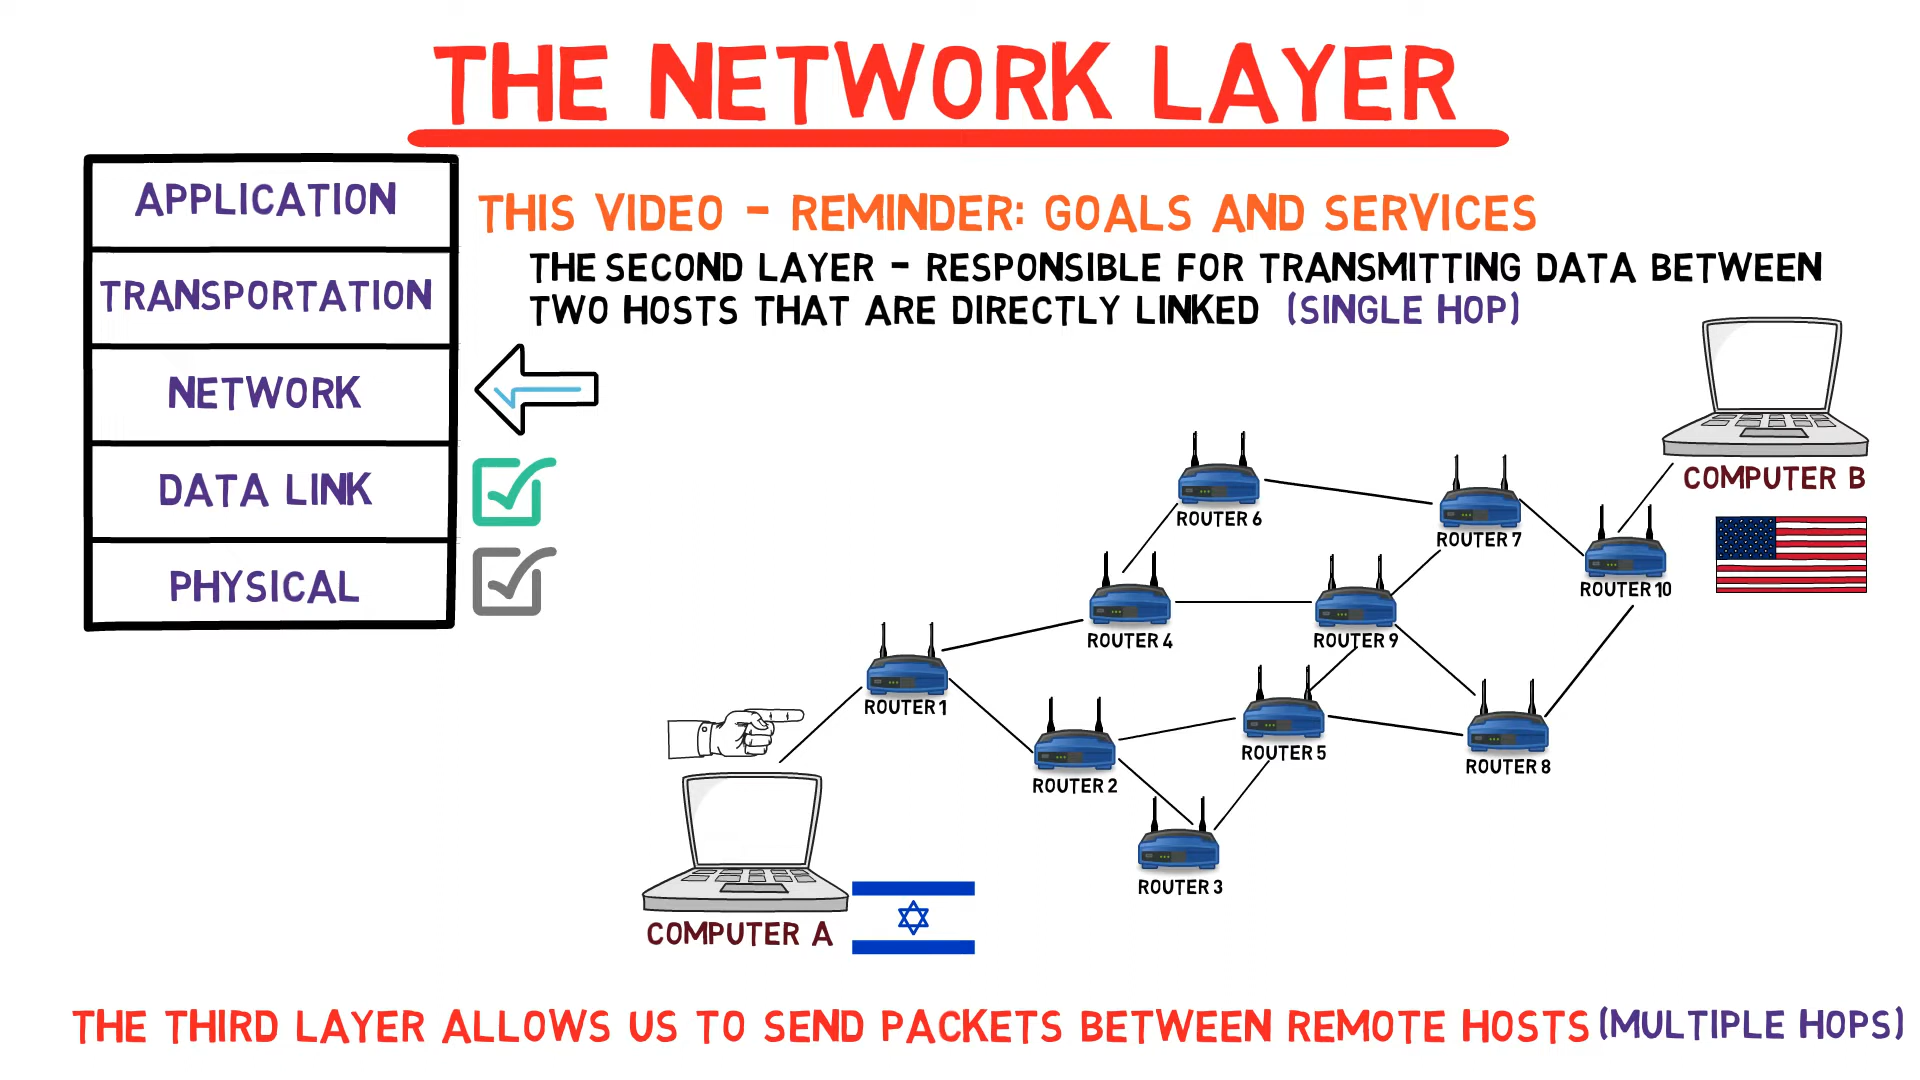 THE NETWORK LAYER
APPLICATION
TRANSPORTATION
NETWORK
DATA LINK
PHYSICAL
THIS VIDEO - REMINDER: GOALS AND SERVICES
THE SECOND LAYER - RESPONSIBLE FOR TRANSMITTING DATA BETWEEN
TWO HOSTS THAT ARE DIRECTLY LINKED (SINGLE HOP)
COMPUTER B
ROUTER 6
ROUTER 7
ROUTER 10
ROUTER 4
ROUTER 9
ROUTER 1
ROUTER 5
ROUTER 8
ROUTER 2
ROUTER 3
COMPUTER A
THE THIRD LAYER ALLOWS US TO SEND PACKETS BETWEEN REMOTE HOSTS (MULTIPLE HOPS)